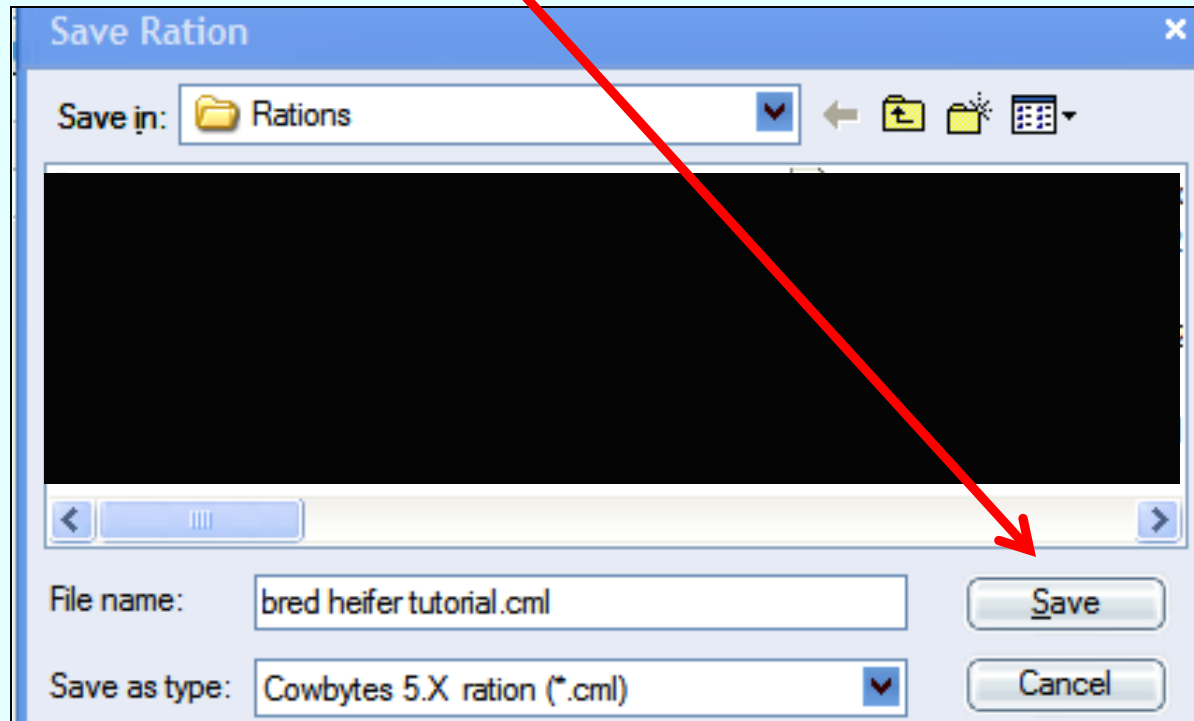 Save Ration
Save in: Rations
File name: bred heifer tutorial.cml
Save
Save as type: Cowbytes 5.X ration (*.cml)
Cancel